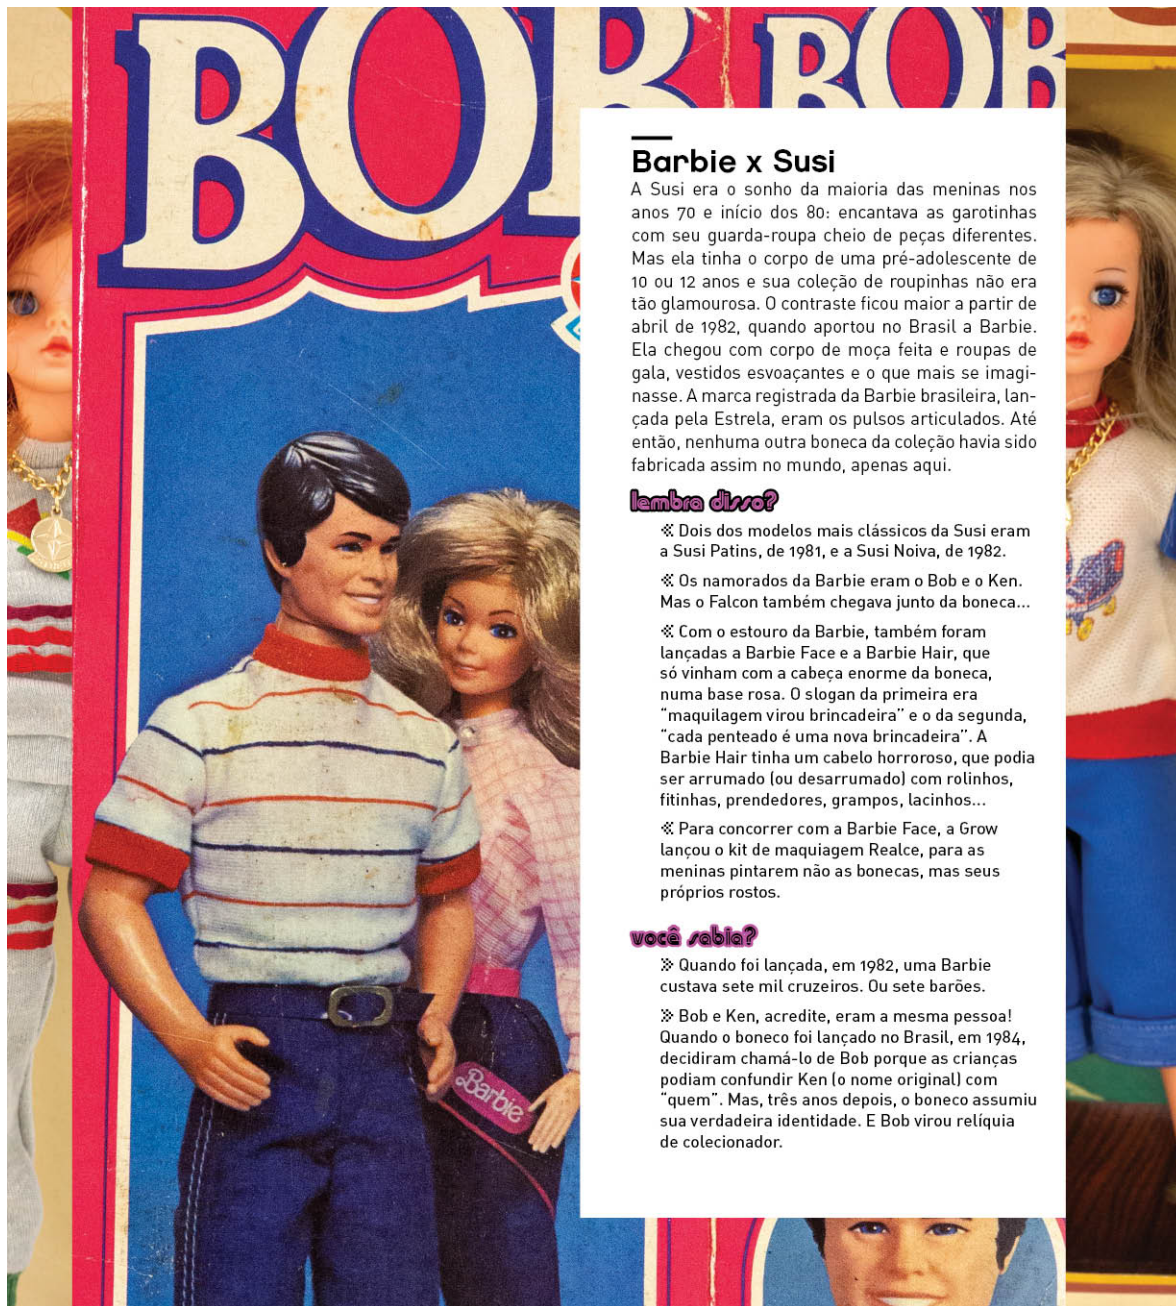 BOB
BOB
Barbie x Susi
A Susi era o sonho da maioria das meninas nos
anos 70 e início dos 80: encantava as garotinhas
com seu guarda-roupa cheio de peças diferentes.
Mas ela tinha o corpo de uma pré-adolescente de
10 ou 12 anos e sua coleção de roupinhas não era
tão glamourosa. O contraste ficou maior a partir de
abril de 1982, quando aportou no Brasil a Barbie.
Ela chegou com corpo de moça feita e roupas de
gala, vestidos esvoaçantes e o que mais se imagi-
nasse. A marca registrada da Barbie brasileira, lan-
çada pela Estrela, eram os pulsos articulados. Até
então, nenhuma outra boneca da coleção havia sido
fabricada assim no mundo, apenas aqui.
lembra disso?
Dois dos modelos mais clássicos da Susi eram
a Susi Patins, de 1981, e a Susi Noiva, de 1982.
Os namorados da Barbie eram o Bob e o Ken.
Mas o Falcon também chegava junto da boneca...
Com o estouro da Barbie, também foram
lançadas a Barbie Face e a Barbie Hair, que
só vinham com a cabeça enorme da boneca,
numa base rosa. O slogan da primeira era
“maquilagem virou brincadeira” e o da segunda,
“cada penteado é uma nova brincadeira”. A
Barbie Hair tinha um cabelo horroroso, que podia
ser arrumado (ou desarrumado) com rolinhos,
fitinhas, prendedores, grampos, lacinhos...
Para concorrer com a Barbie Face, a Grow
lançou o kit de maquiagem Realce, para as
meninas pintarem não as bonecas, mas seus
próprios rostos.
você sabia?
Quando foi lançada, em 1982, uma Barbie
custava sete mil cruzeiros. Ou sete barões.
Bob e Ken, acredite, eram a mesma pessoa!
Quando o boneco foi lançado no Brasil, em 1984,
decidiram chamá-lo de Bob porque as crianças
podiam confundir Ken (o nome original) com
“quem”. Mas, três anos depois, o boneco assumiu
sua verdadeira identidade. E Bob virou relíquia
de colecionador.
Barbie